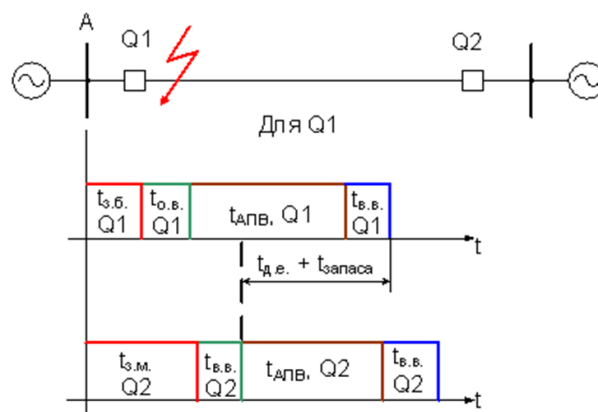 A
Q1
Q2
Для Q1
tз.б.
Q1
tо.в.
Q1
tАПВ. Q1
tв.в.
Q1
t
tд.е. + tзапаса
tз.м.
Q2
tв.в.
Q2
tАПВ. Q2
tв.в.
Q2
t